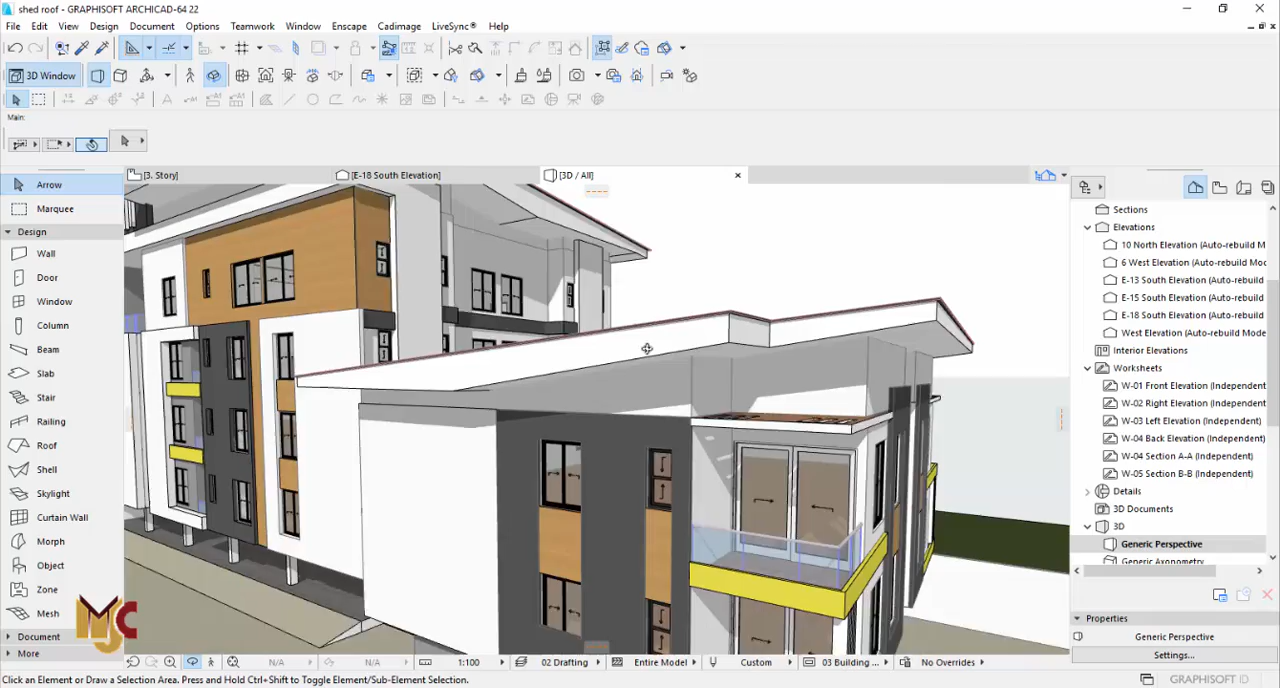 shed roof - GRAPHISOFT ARCHICAD-64 22
File Edit View Design Document Options Teamwork Window Enscape Cadimage LiveSync® Help
3D Window
Main:
[3. Story]
[E-18 South Elevation]
[3D / All]
Arrow
Marquee
Design
Wall
Door
Window
Column
Beam
Slab
Stair
Railing
Roof
Shell
Skylight
Curtain Wall
Morph
Object
Zone
Mesh
Document
More
MJC
Sections
Elevations
10 North Elevation (Auto-rebuild Mo
6 West Elevation (Auto-rebuild Moc
E-13 South Elevation (Auto-rebuild
E-15 South Elevation (Auto-rebuild
E-18 South Elevation (Auto-rebuild
West Elevation (Auto-rebuild Mode
Interior Elevations
Worksheets
W-01 Front Elevation (Independent
W-02 Right Elevation (Independent
W-03 Left Elevation (Independent)
W-04 Back Elevation (Independent)
W-04 Section A-A (Independent)
W-05 Section B-B (Independent)
Details
3D Documents
3D
Generic Perspective
Generic Axonometry
Properties
Generic Perspective
Settings...
N/A
N/A
1:100
02 Drafting
Entire Model
Custom
03 Building ...
No Overrides
Click an Element or Draw a Selection Area. Press and Hold Ctrl+Shift to Toggle Element/Sub-Element Selection.
GRAPHISOFT ID